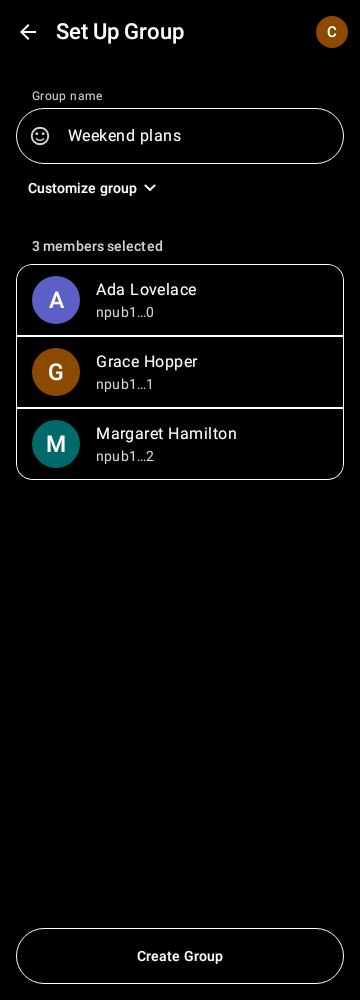 Set Up Group
C
Group name
Weekend plans
Customize group
3 members selected
A
Ada Lovelace
npub1…0
G
Grace Hopper
npub1…1
M
Margaret Hamilton
npub1…2
Create Group